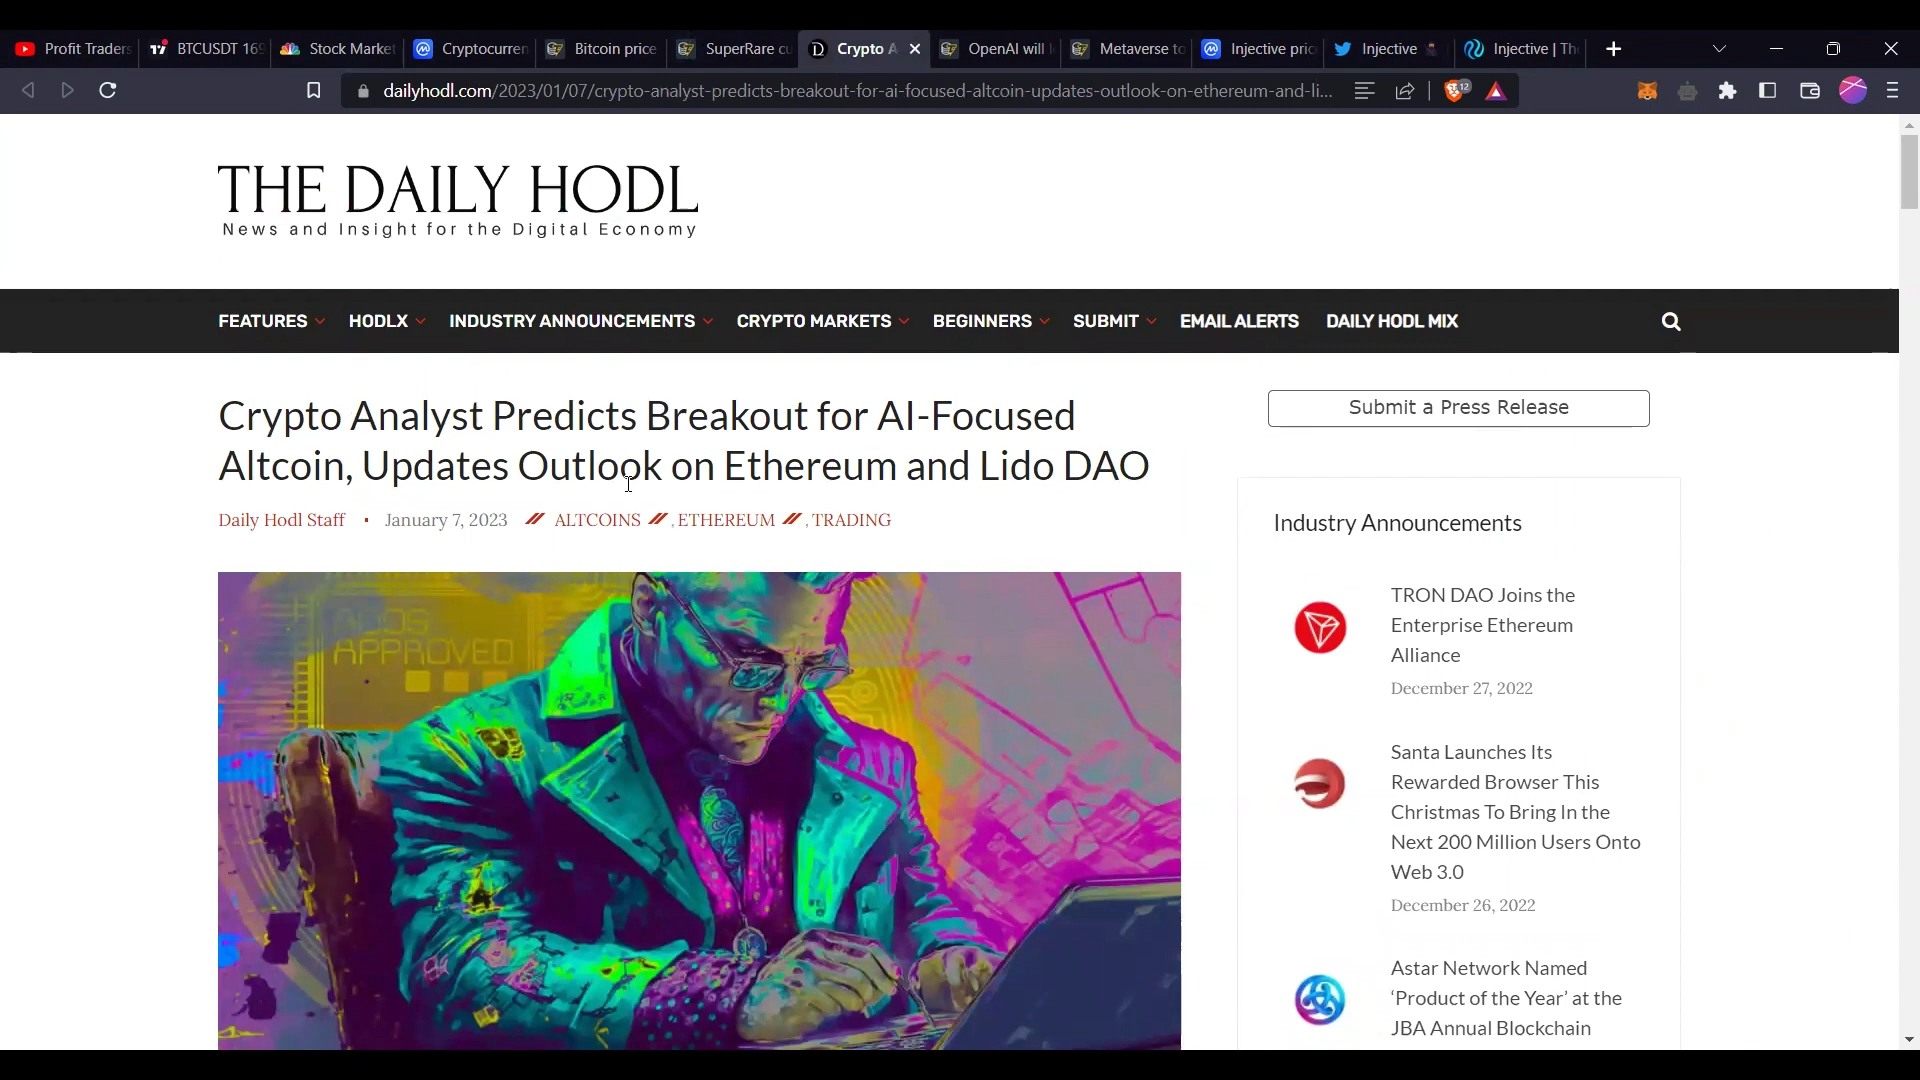 Profit Traders
BTCUSDT 169
Stock Market
Cryptocurren
Bitcoin price
SuperRare cu
Crypto A
OpenAI will
Metaverse to
Injective pric
Injective
Injective | Th
dailyhodl.com/2023/01/07/crypto-analyst-predicts-breakout-for-ai-focused-altcoin-updates-outlook-on-ethereum-and-li...
12
THE DAILY HODL
News and Insight for the Digital Economy
FEATURES
HODLX
INDUSTRY ANNOUNCEMENTS
CRYPTO MARKETS
BEGINNERS
SUBMIT
EMAIL ALERTS
DAILY HODL MIX
Crypto Analyst Predicts Breakout for AI-Focused
Altcoin, Updates Outlook on Ethereum and Lido DAO
Daily Hodl Staff ▪ January 7, 2023 ALTCOINS , ETHEREUM , TRADING
APPROVED
Submit a Press Release
Industry Announcements
TRON DAO Joins the
Enterprise Ethereum
Alliance
December 27, 2022
Santa Launches Its
Rewarded Browser This
Christmas To Bring In the
Next 200 Million Users Onto
Web 3.0
December 26, 2022
Astar Network Named
‘Product of the Year’ at the
JBA Annual Blockchain